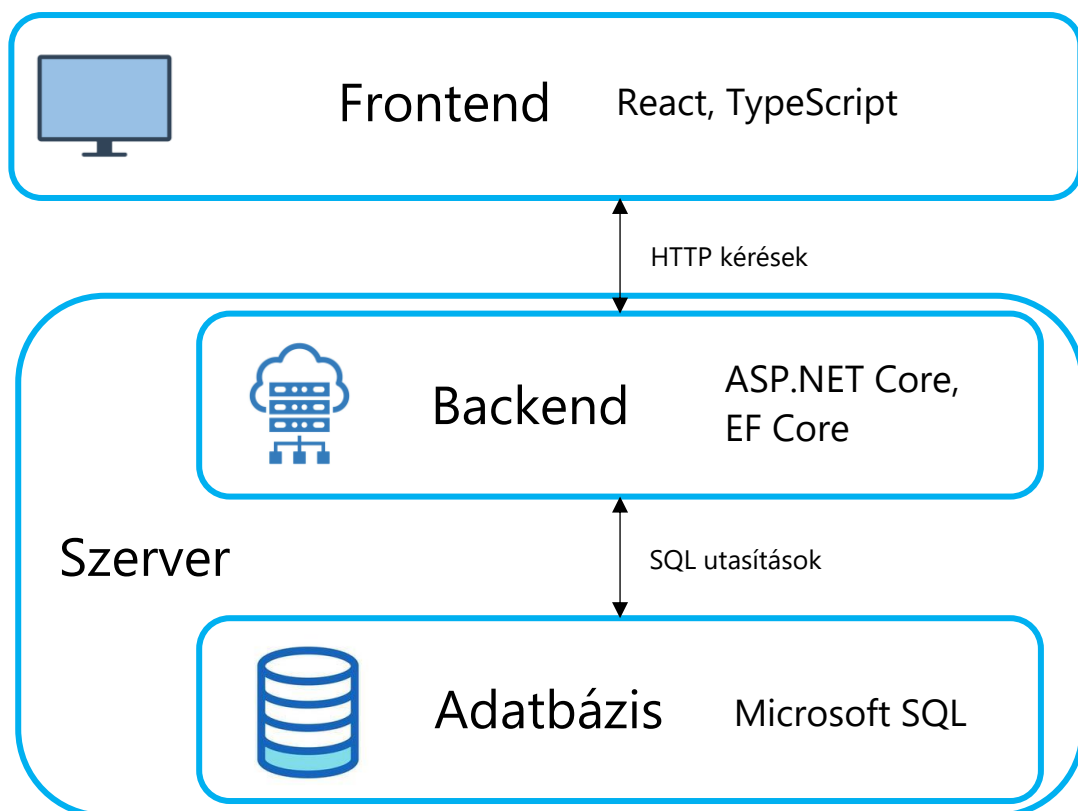 Frontend
React, TypeScript
HTTP kérések
Backend
ASP.NET Core,
EF Core
Szerver
SQL utasítások
Adatbázis
Microsoft SQL